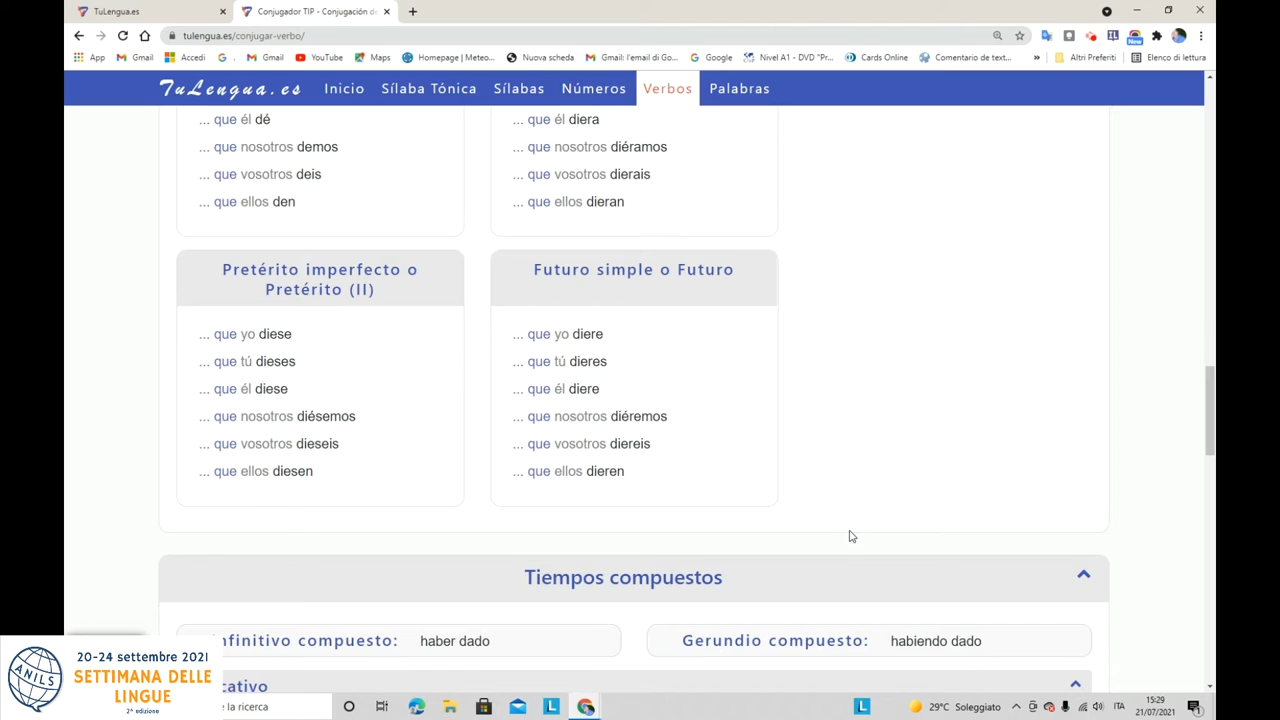 TuLengua.es
Conjugador TIP - Conjugación de
tulengua.es/conjugar-verbo/
App
Gmail
Accedi
G.
Gmail
YouTube
Maps
Homepage | Meteo...
Nuova scheda
Gmail: l'email di Go...
Google
Nivel A1 - DVD "Pr...
Cards Online
Comentario de text...
»
Altri Preferiti
Elenco di lettura
New
TuLengua.es Inicio Sílaba Tónica Sílabas Números Verbos Palabras
... que él dé
... que nosotros demos
... que vosotros deis
... que ellos den
... que él diera
... que nosotros diéramos
... que vosotros dierais
... que ellos dieran
Pretérito imperfecto o
Pretérito (II)
... que yo diese
... que tú dieses
... que él diese
... que nosotros diésemos
... que vosotros dieseis
... que ellos diesen
Futuro simple o Futuro
... que yo diere
... que tú dieres
... que él diere
... que nosotros diéremos
... que vosotros diereis
... que ellos dieren
Tiempos compuestos
nfinitivo compuesto: haber dado
Gerundio compuesto: habiendo dado
cativo
ANILS
20-24 settembre 2021
SETTIMANA DELLE
LINGUE
2ª edizione
e la ricerca
L
L
29°C Soleggiato
ITA
15:29
21/07/2021